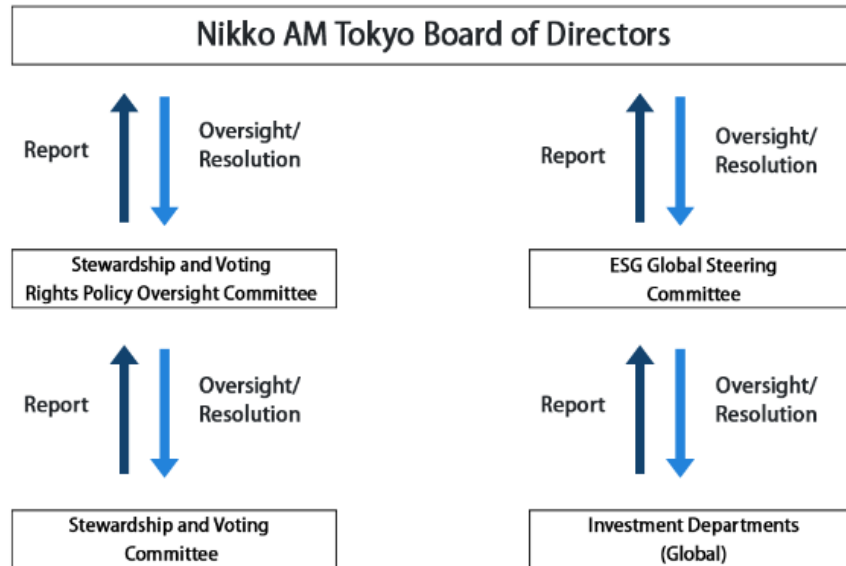 Nikko AM Tokyo Board of Directors
Report
Oversight/
Resolution
Report
Oversight/
Resolution
Stewardship and Voting
Rights Policy Oversight Committee
ESG Global Steering
Committee
Report
Oversight/
Resolution
Report
Oversight/
Resolution
Stewardship and Voting
Committee
Investment Departments
(Global)